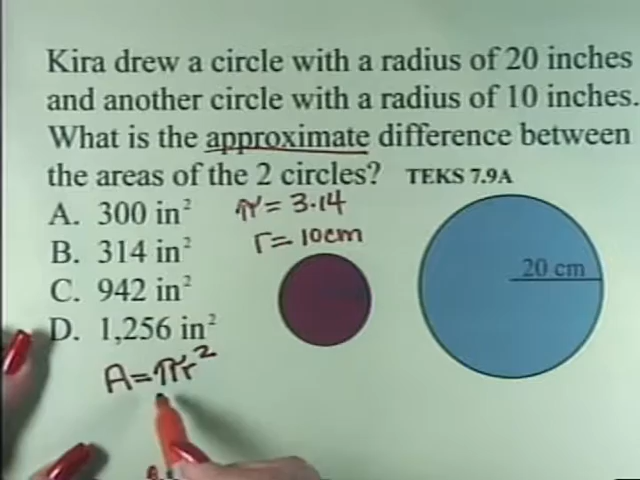 Kira drew a circle with a radius of 20 inches
and another circle with a radius of 10 inches.
What is the approximate difference between
the areas of the 2 circles? TEKS 7.9A
A. 300 in²
π = 3.14
B. 314 in²
r = 10cm
20 cm
C. 942 in²
D. 1,256 in²
A=πr²